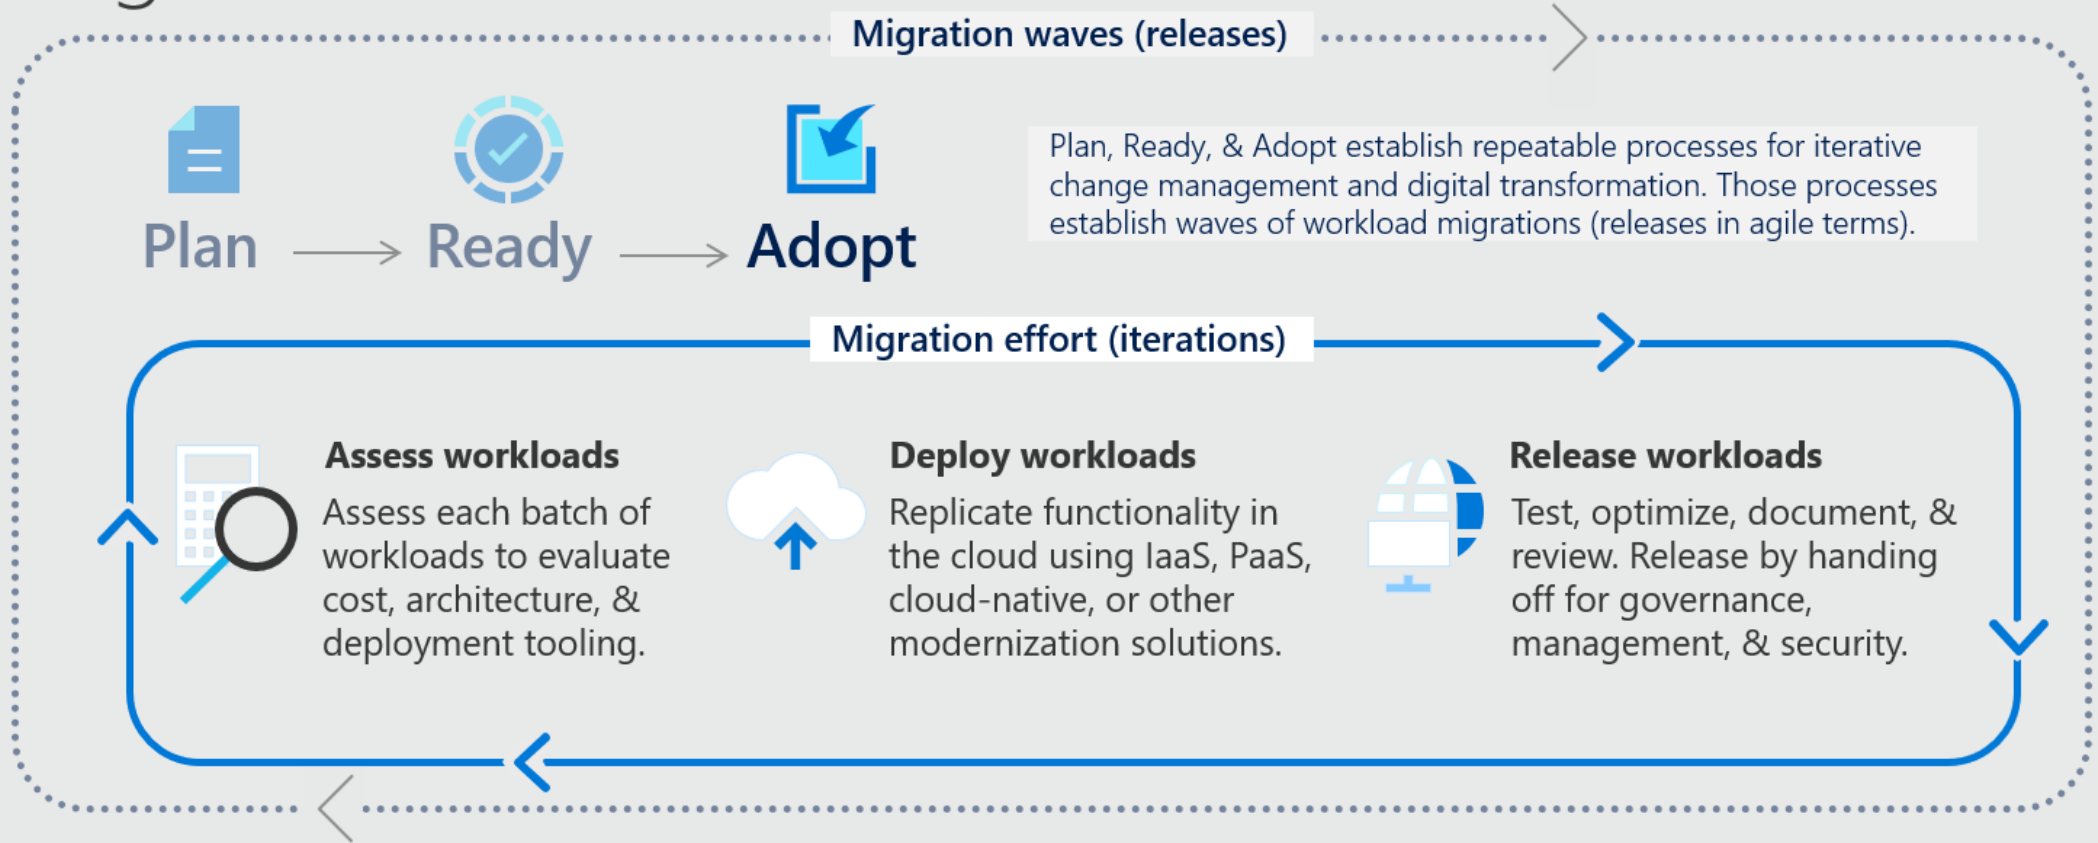 Migration waves (releases)
Plan
Ready
Adopt
Plan, Ready, & Adopt establish repeatable processes for iterative
change management and digital transformation. Those processes
establish waves of workload migrations (releases in agile terms).
Migration effort (iterations)
Assess workloads
Assess each batch of
workloads to evaluate
cost, architecture, &
deployment tooling.
Deploy workloads
Replicate functionality in
the cloud using IaaS, PaaS,
cloud-native, or other
modernization solutions.
Release workloads
Test, optimize, document, &
review. Release by handing
off for governance,
management, & security.